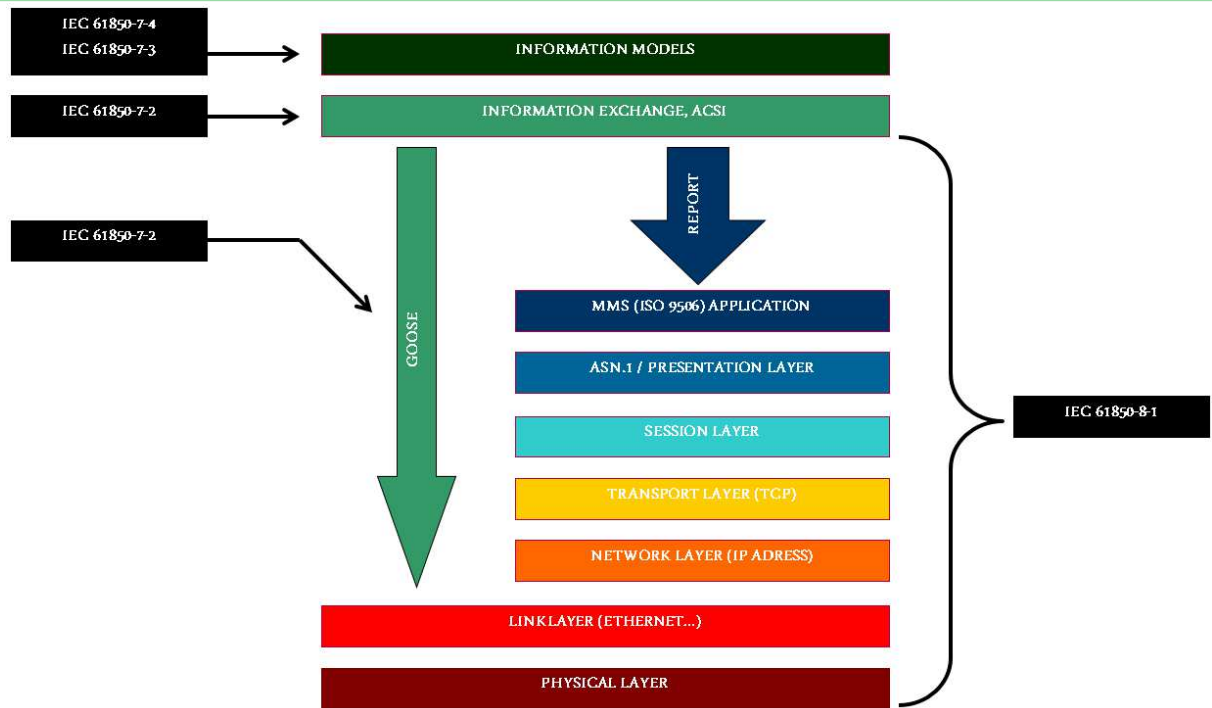 IEC 61850-7-4
IEC 61850-7-3
INFORMATION MODELS
IEC 61850-7-2
INFORMATION EXCHANGE, ACSI
REPORT
IEC 61850-7-2
GOOSE
MMS (ISO 9506) APPLICATION
ASN.1 / PRESENTATION LAYER
IEC 61850-8-1
SESSION LAYER
TRANSPORT LAYER (TCP)
NETWORK LAYER (IP ADRESS)
LINKLAYER (ETHERNET...)
PHYSICAL LAYER